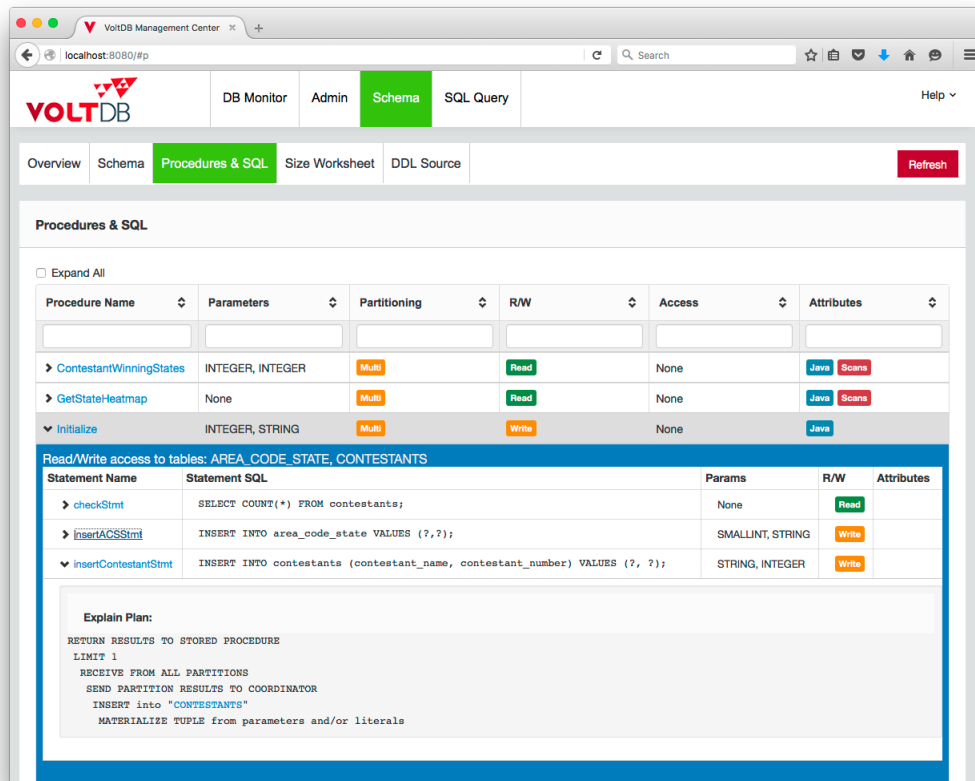 VoltDB Management Center
localhost:8080/#p
Search
VOLTDB
DB Monitor Admin Schema SQL Query
Help
Overview Schema Procedures & SQL Size Worksheet DDL Source
Refresh
Procedures & SQL
Expand All
Procedure Name Parameters Partitioning R/W Access Attributes
ContestantWinningStates INTEGER, INTEGER Multi Read None Java Scans
GetStateHeatmap None Multi Read None Java Scans
Initialize INTEGER, STRING Multi Write None Java
Read/Write access to tables: AREA_CODE_STATE, CONTESTANTS
Statement Name Statement SQL Params R/W Attributes
checkStmt SELECT COUNT(*) FROM contestants; None Read
insertACSStmt INSERT INTO area_code_state VALUES (?,?); SMALLINT, STRING Write
insertContestantStmt INSERT INTO contestants (contestant_name, contestant_number) VALUES (?, ?); STRING, INTEGER Write
Explain Plan:
RETURN RESULTS TO STORED PROCEDURE
LIMIT 1
RECEIVE FROM ALL PARTITIONS
SEND PARTITION RESULTS TO COORDINATOR
INSERT into "CONTESTANTS"
MATERIALIZE TUPLE from parameters and/or literals